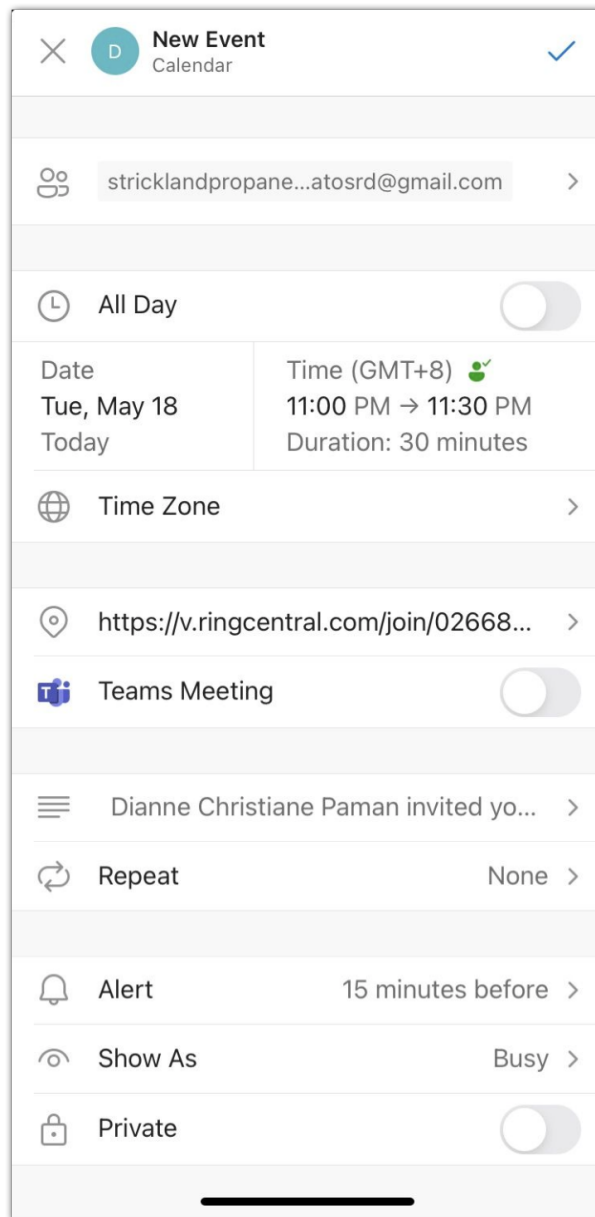 D
New Event
Calendar
stricklandpropane...atosrd@gmail.com
All Day
Date
Tue, May 18
Today
Time (GMT+8)
11:00 PM → 11:30 PM
Duration: 30 minutes
Time Zone
https://v.ringcentral.com/join/02668...
Teams Meeting
Dianne Christiane Paman invited yo...
Repeat None
Alert 15 minutes before
Show As Busy
Private